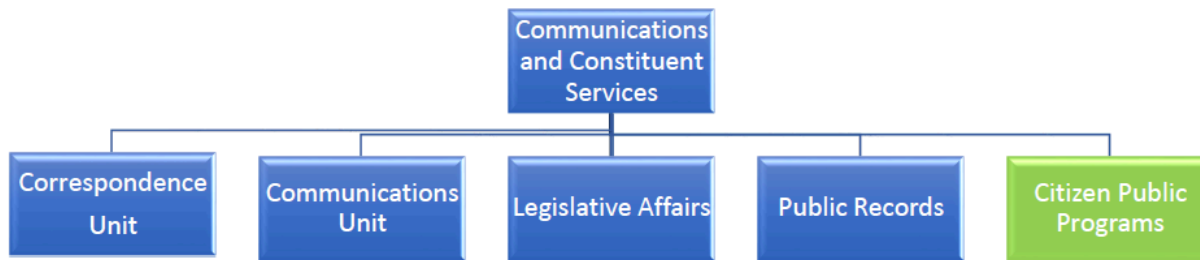 Communications
and Constituent
Services
Correspondence
Unit
Communications
Unit
Legislative Affairs
Public Records
Citizen Public
Programs